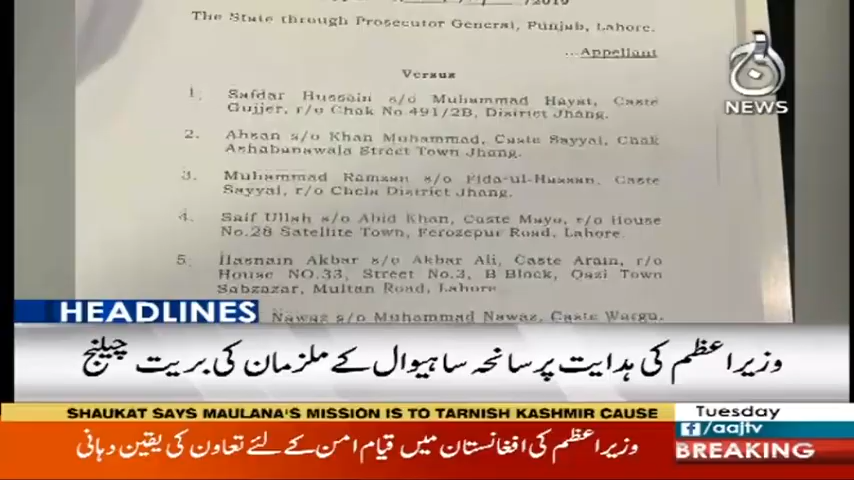 /2019
The State through Prosecutor General, Punjab, Lahore.
...Appellant
Versus
1. Safdar Hussain s/o Muhammad Hayat, Caste
Gujjer, r/o Chak No.491/2B, District Jhang.
2. Ahsan s/o Khan Muhammad, Caste Sayyal, Chak
Ashabanawala Street Town Jhang.
3. Muhammad Ramzan s/o Fida-ul-Hussan, Caste
Sayyal, r/o Chela District Jhang.
4. Saif Ullah s/o Abid Khan, Caste Mayo, r/o House
No.28 Satellite Town, Ferozepur Road, Lahore.
5. Hasnain Akbar s/o Akbar Ali, Caste Arain, r/o
House NO.33, Street No.3, B Block, Qazi Town
Sabzazar, Multan Road, Lahore.
Nawaz s/o Muhammad Nawaz, Caste
NEWS
HEADLINES
وزیراعظم کی ہدایت پر سانحہ ساہیوال کے ملزمان کی بریت چیلنج
SHAUKAT SAYS MAULANA'S MISSION IS TO TARNISH KASHMIR CAUSE
Tuesday
f/aajtv
وزیراعظم کی افغانستان میں قیام امن کے لئے تعاون کی یقین دہانی
BREAKING